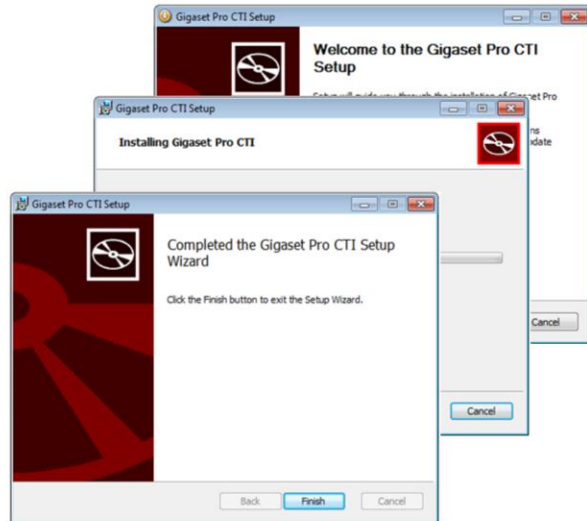 Gigaset Pro CTI Setup
Welcome to the Gigaset Pro CTI
Setup
Cancel
Gigaset Pro CTI Setup
Installing Gigaset Pro CTI
Cancel
Gigaset Pro CTI Setup
Completed the Gigaset Pro CTI Setup
Wizard
Click the Finish button to exit the Setup Wizard.
Back Finish Cancel